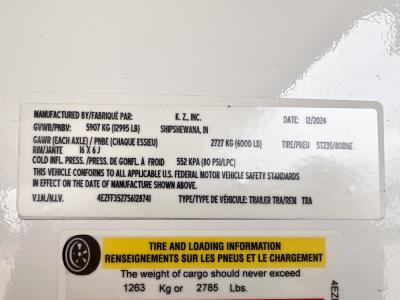 MANUFACTURED BY/FABRIQUÉ PAR: K. Z., INC. DATE: 12/2024
GVWR/PNBV: 5907 KG (12995 LB) SHIPSHEWANA, IN
GAWR (EACH AXLE) / PNBE (CHAQUE ESSIEU) 2727 KG (6000 LB) TIRE/PNEU ST235/80R16E
RIM/JANTE 16 X 6 J
COLD INFL. PRESS./PRESS. DE GONFL. À FROID 552 KPA (80 PSI/LPC)
THIS VEHICLE CONFORMS TO ALL APPLICABLE U.S. FEDERAL MOTOR VEHICLE SAFETY STANDARDS
IN EFFECT ON THE DATE OF MANUFACTURE SHOWN ABOVE.
V.I.N./N.I.V. 4EZFF3527S6128741 TYPE/TYPE DE VÉHICULE: TRAILER TRA/REM TRA
TIRE AND LOADING INFORMATION
RENSEIGNEMENTS SUR LES PNEUS ET LE CHARGEMENT
The weight of cargo should never exceed
1263 Kg or 2785 Lbs.